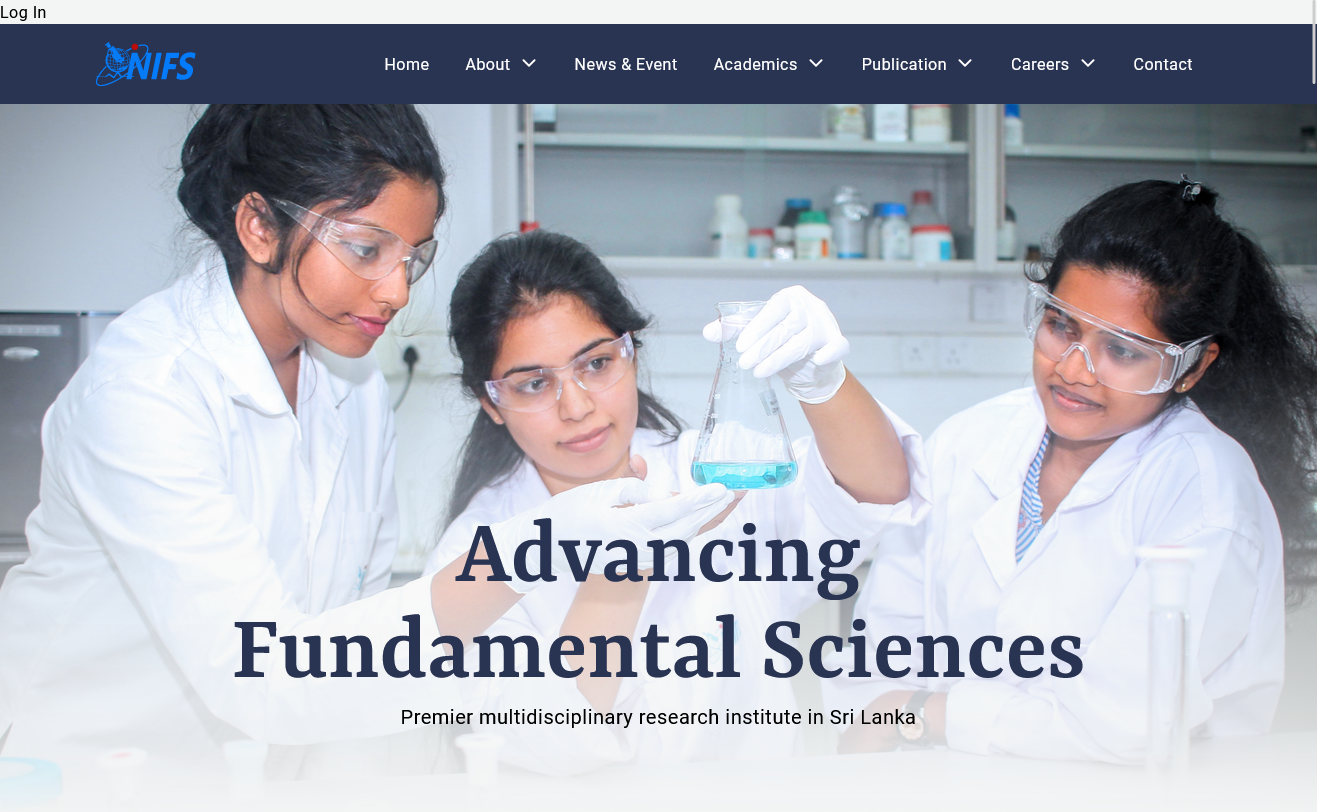 Log In
NIFS
Home
About
News & Event
Academics
Publication
Careers
Contact
Advancing
Fundamental Sciences
Premier multidisciplinary research institute in Sri Lanka